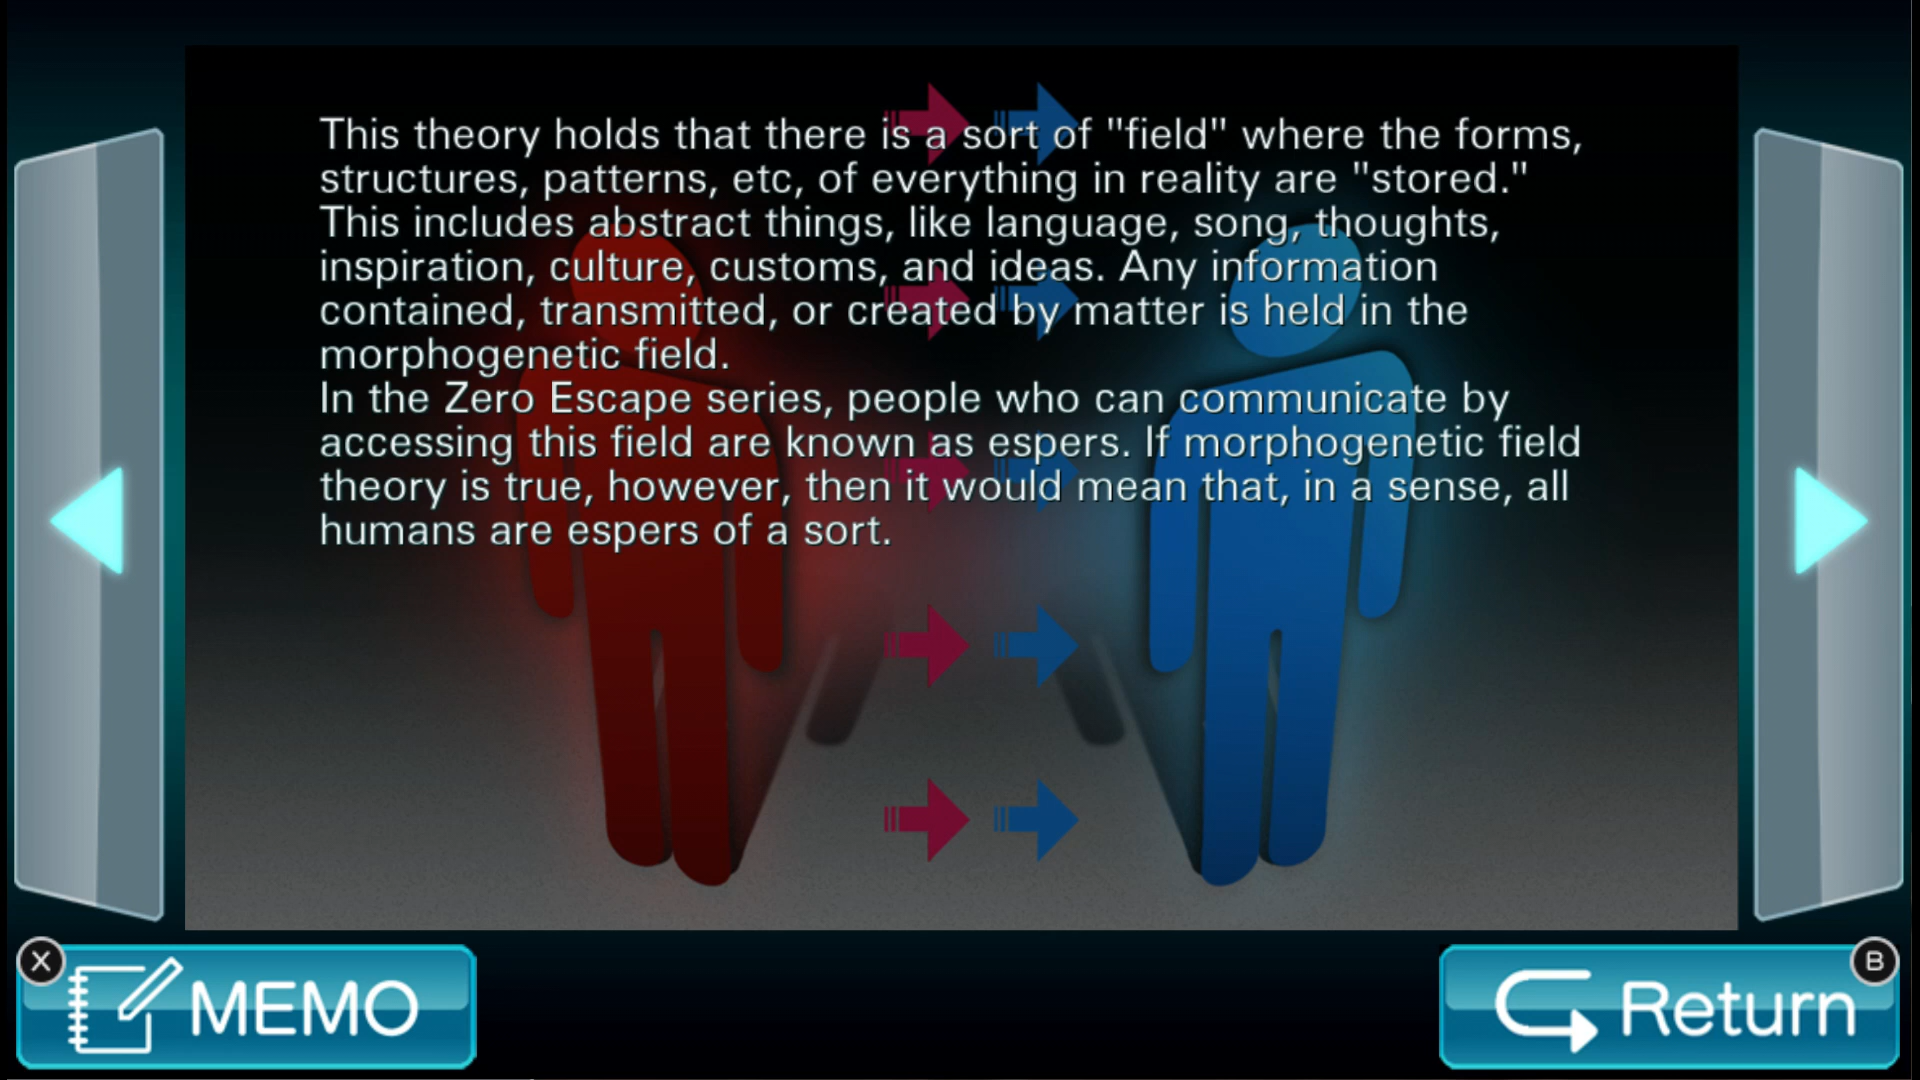 This theory holds that there is a sort of "field" where the forms,
structures, patterns, etc, of everything in reality are "stored."
This includes abstract things, like language, song, thoughts,
inspiration, culture, customs, and ideas. Any information
contained, transmitted, or created by matter is held in the
morphogenetic field.
In the Zero Escape series, people who can communicate by
accessing this field are known as espers. If morphogenetic field
theory is true, however, then it would mean that, in a sense, all
humans are espers of a sort.
X MEMO
Return B